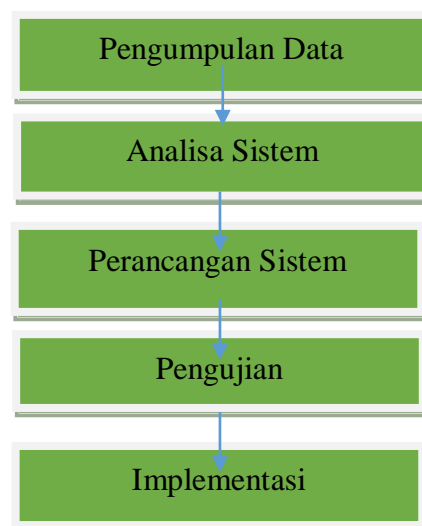 Pengumpulan Data
Analisa Sistem
Perancangan Sistem
Pengujian
Implementasi